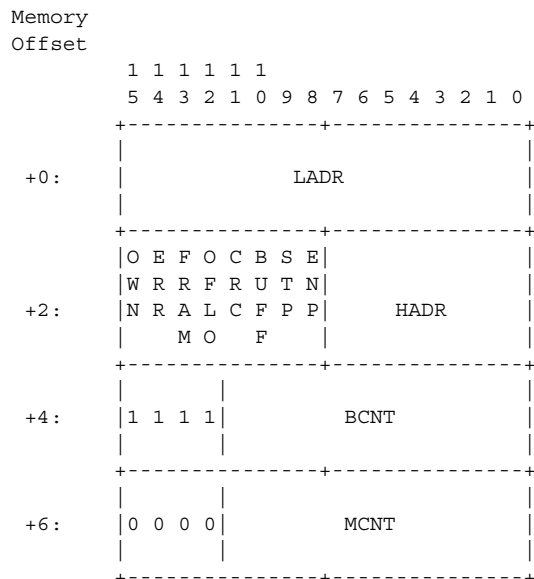 Memory
Offset
1 1 1 1 1 1
5 4 3 2 1 0 9 8 7 6 5 4 3 2 1 0
+---------------+---------------+
| |
+0: | LADR |
| |
+---------------+---------------+
|O E F O C B S E| |
|W R R F R U T N| |
+2: |N R A L C F P P| HADR |
| M O F | |
+---------------+---------------+
| | |
+4: |1 1 1 1| BCNT |
| | |
+---------------+---------------+
| | |
+6: |0 0 0 0| MCNT |
| | |
+---------------+---------------+